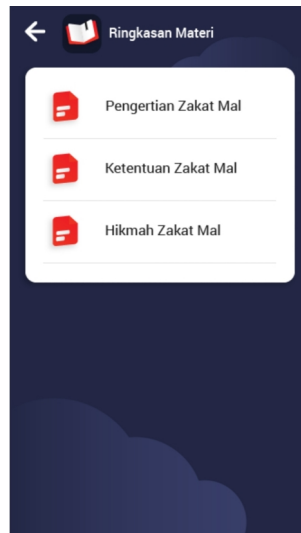 Ringkasan Materi
Pengertian Zakat Mal
Ketentuan Zakat Mal
Hikmah Zakat Mal